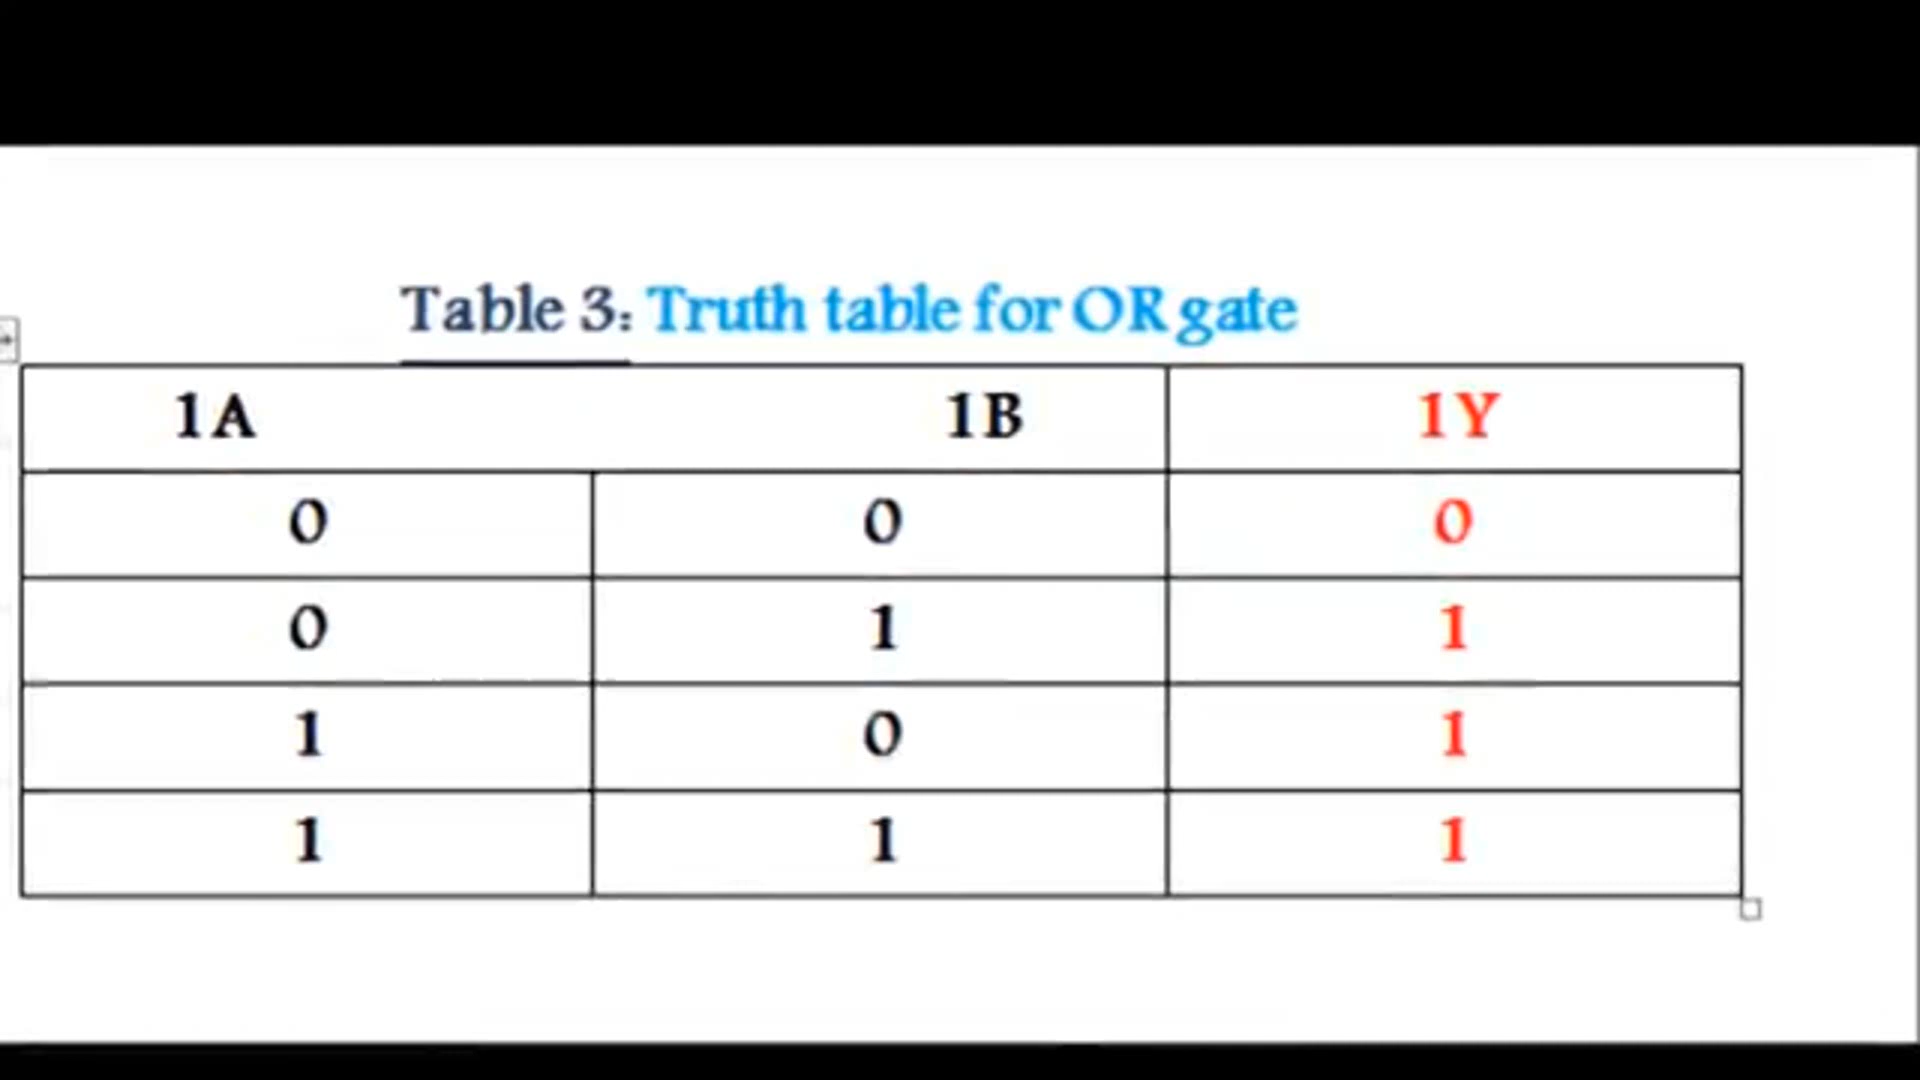 Table 3: Truth table for OR gate
1A 1B 1Y
0 0 0
0 1 1
1 0 1
1 1 1